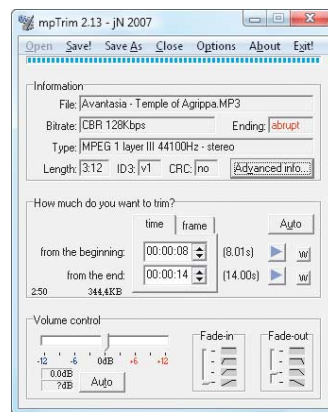 mpTrim 2.13 - jN 2007
Open Save! Save As Close Options About Exit!
Information
File: Avantasia - Temple of Agrippa.MP3
Bitrate: CBR 128Kbps Ending: abrupt
Type: MPEG 1 layer III 44100Hz - stereo
Length: 3:12 ID3: v1 CRC: no Advanced info...
How much do you want to trim?
time frame Auto
from the beginning: 00:00:08 (8.01s) w
from the end: 00:00:14 (14.00s) w
2:50 344,4KB
Volume control
Fade-in Fade-out
-12 -6 0dB +6 +12
0.0dB
?dB Auto